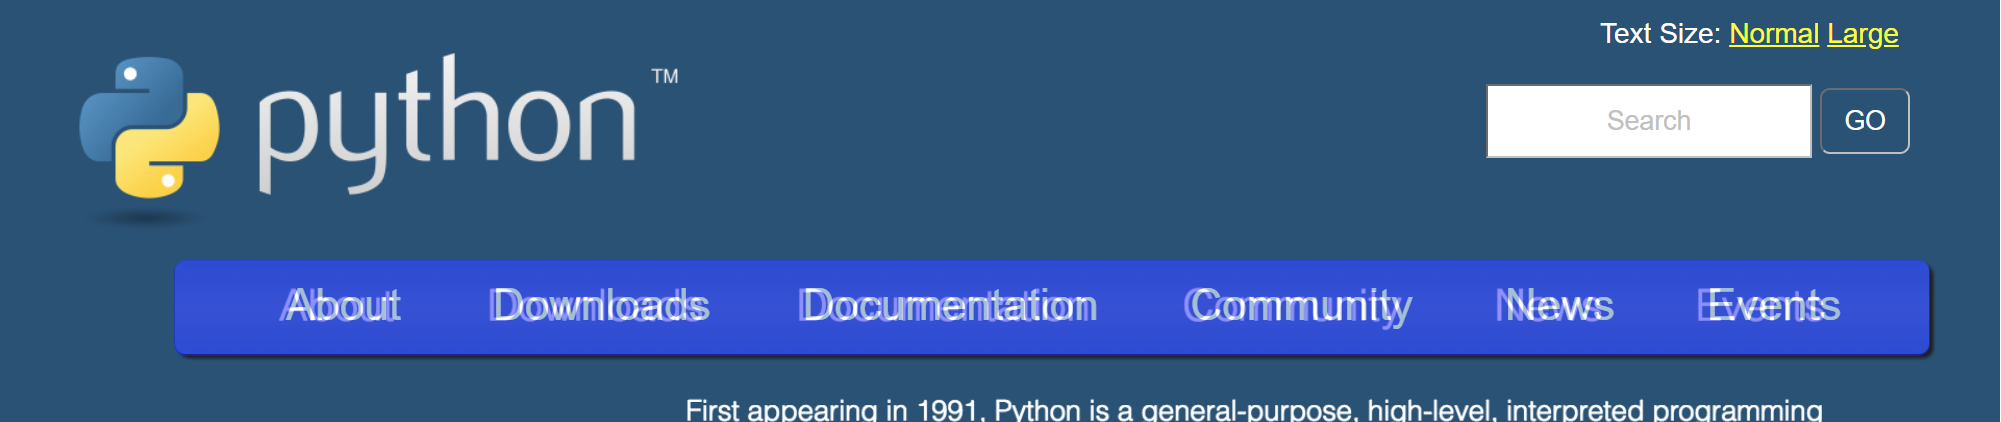 Text Size: Normal Large
python™
Search GO
About Downloads Documentation Community News Events
First appearing in 1991, Python is a general-purpose, high-level, interpreted programming